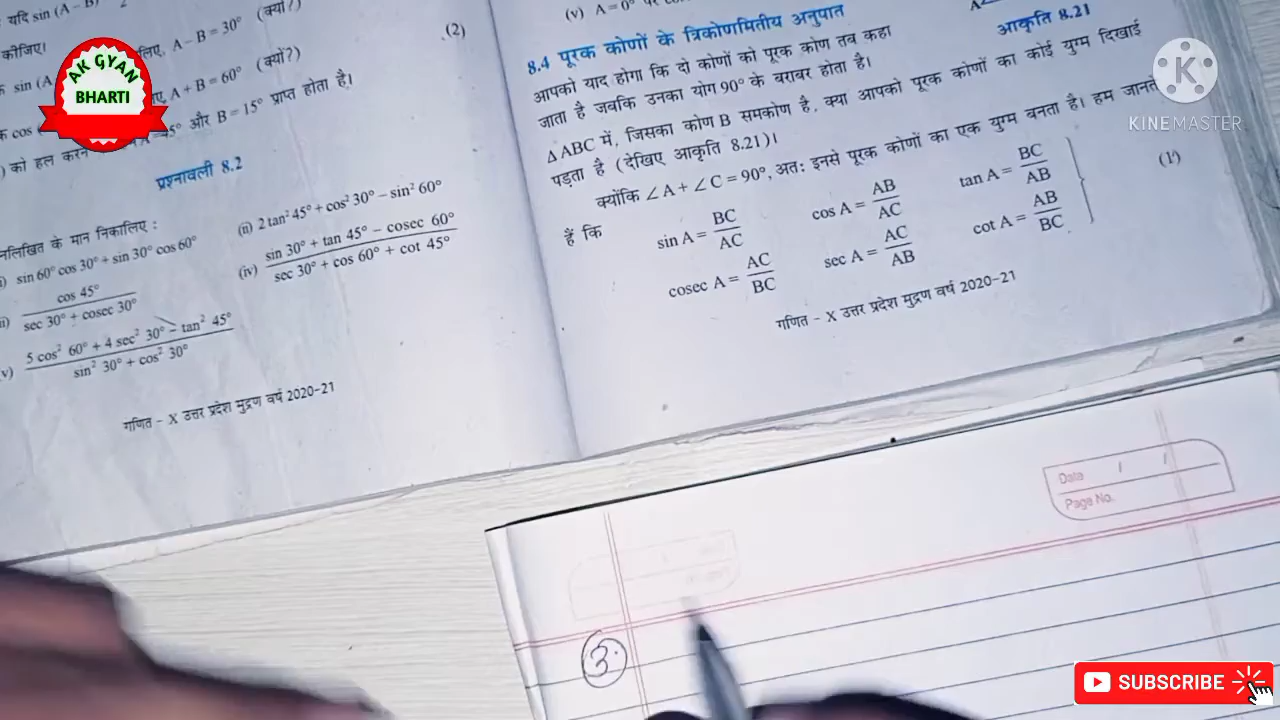 यदि sin (A – B)
(2)
कीजिए।
A – B = 30° (क्यों?)
sin (A
A + B = 60° (क्यों?)
cos
45° और B = 15° प्राप्त होता है।
) को हल करने
प्रश्नावली 8.2
निकालिए :
के मान
sin 60° cos 30° + sin 30° cos 60°
(ii) 2 tan² 45° + cos² 30° – sin² 60°
cos 45°
sec 30° + cosec 30°
(iv) sin 30° + tan 45° – cosec 60°
sec 30° + cos 60° + cot 45°
5 cos² 60° + 4 sec² 30° – tan² 45°
sin² 30° + cos² 30°
गणित – X उत्तर प्रदेश मुद्रण वर्ष 2020-21
(v) A = 0° पर
8.4 पूरक कोणों के त्रिकोणमितीय अनुपात
आकृति 8.21
आपको याद होगा कि दो कोणों को पूरक कोण तब कहा
जाता है जबकि उनका योग 90° के बराबर होता है।
Δ ABC में, जिसका कोण B समकोण है, क्या आपको पूरक कोणों का कोई युग्म दिखाई
पड़ता है (देखिए आकृति 8.21)।
क्योंकि ∠ A + ∠ C = 90°, अतः इनसे पूरक कोणों का एक युग्म बनता है। हम जानते
हैं कि
sin A = BC/AC cos A = AB/AC tan A = BC/AB
(1)
cosec A = AC/BC sec A = AC/AB cot A = AB/BC
गणित – X उत्तर प्रदेश मुद्रण वर्ष 2020-21
Date / /
Page No.
3.
AK GYAN
BHARTI
K
KINEMASTER
SUBSCRIBE